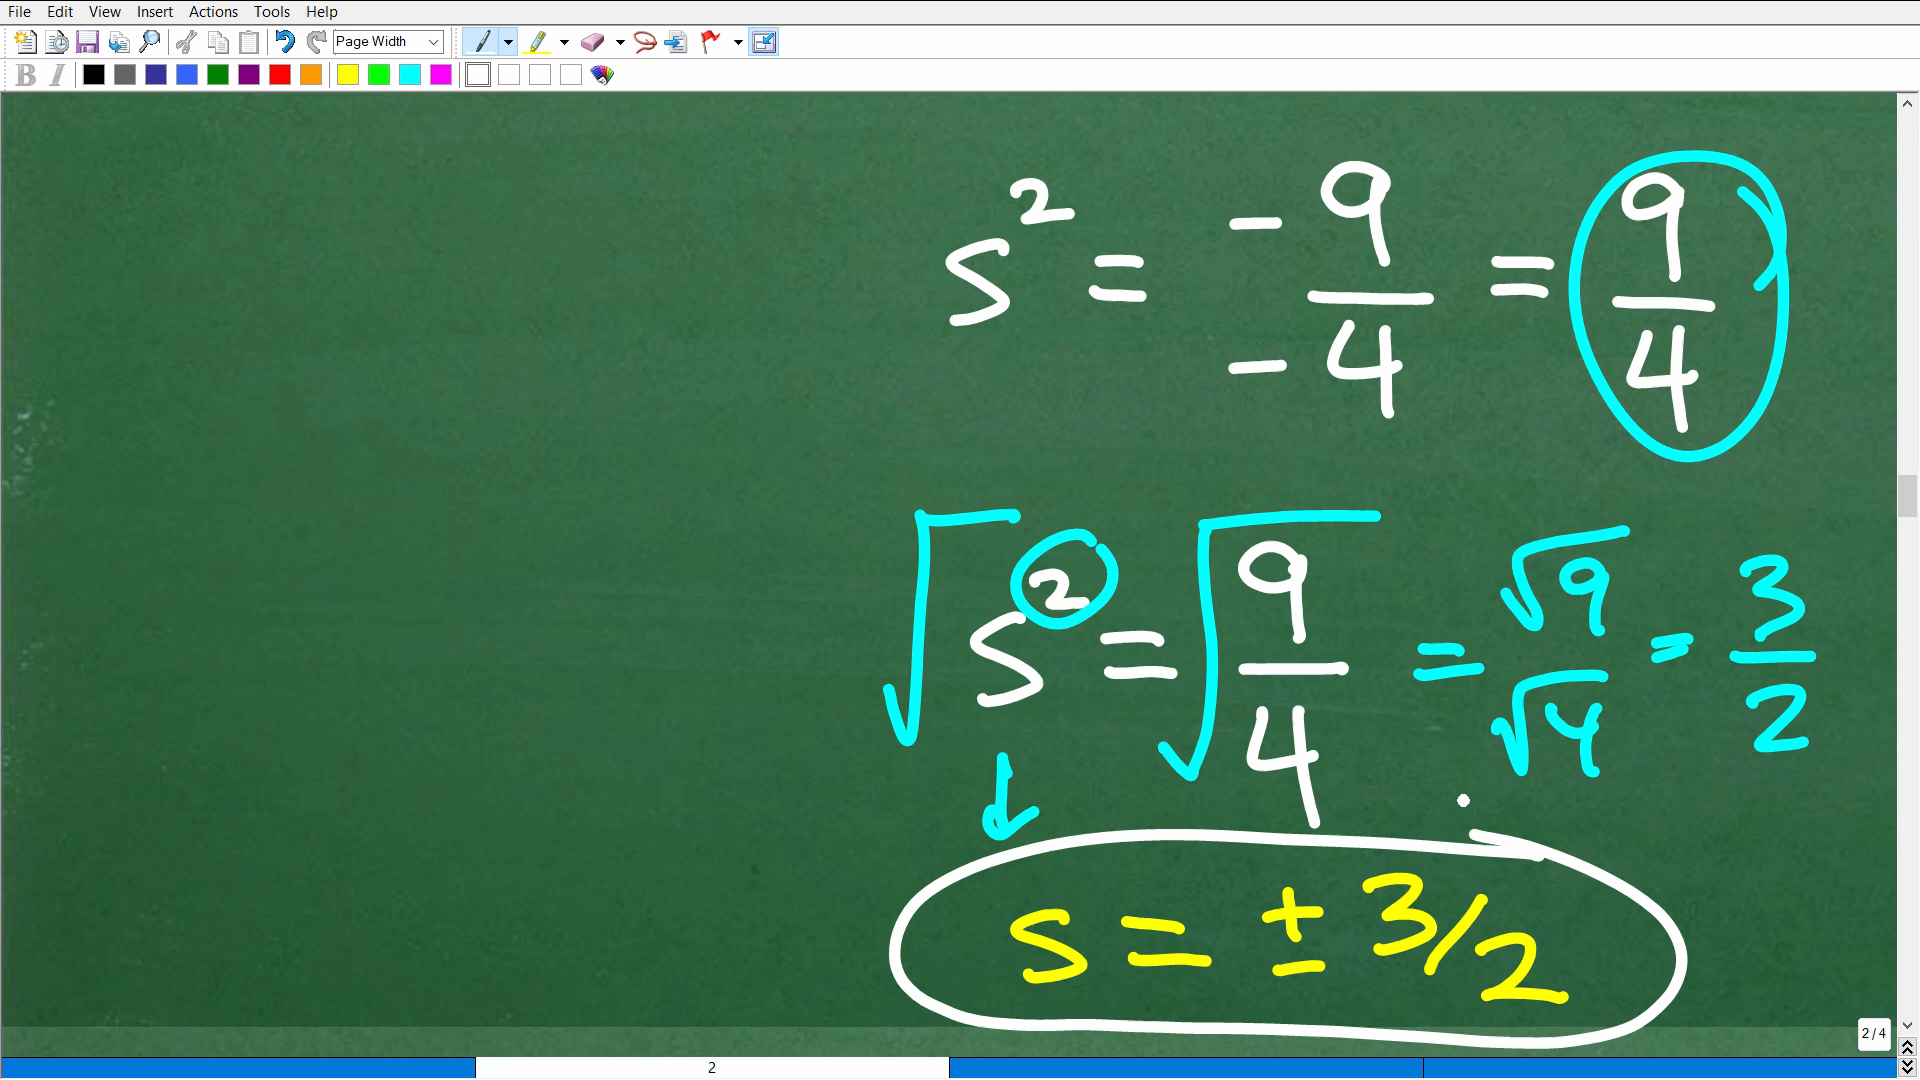 File Edit View Insert Actions Tools Help
Page Width
B I
s² = -9/-4 = 9/4
√s² = √9/4 = √9/√4 = 3/2
s = ± 3/2
2 / 4
2